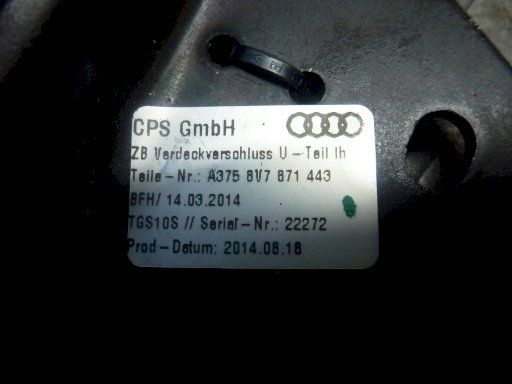 CPS GmbH
ZB Verdeckverschluss U - Teil lh
Teile - Nr.: A375 8V7 871 443
BFH/ 14.03.2014
TGS10S // Serial - Nr.: 22272
Prod - Datum: 2014.08.18